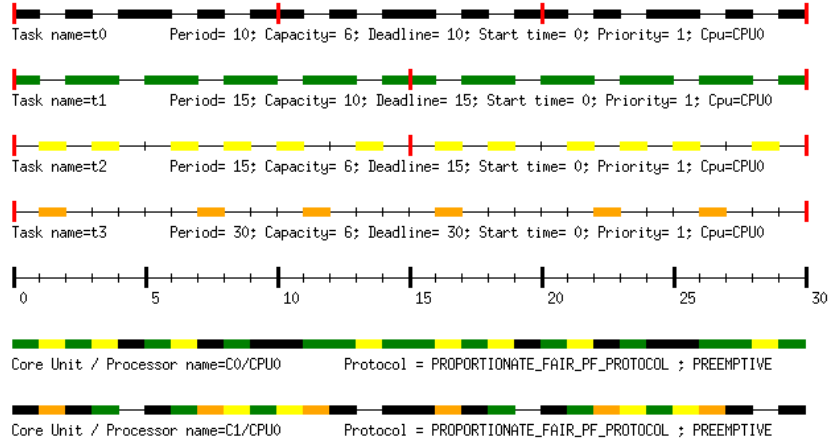 Task name=t0 Period= 10; Capacity= 6; Deadline= 10; Start time= 0; Priority= 1; Cpu=CPU0
Task name=t1 Period= 15; Capacity= 10; Deadline= 15; Start time= 0; Priority= 1; Cpu=CPU0
Task name=t2 Period= 15; Capacity= 6; Deadline= 15; Start time= 0; Priority= 1; Cpu=CPU0
Task name=t3 Period= 30; Capacity= 6; Deadline= 30; Start time= 0; Priority= 1; Cpu=CPU0
0 5 10 15 20 25 30
Core Unit / Processor name=C0/CPU0 Protocol = PROPORTIONATE_FAIR_PF_PROTOCOL ; PREEMPTIVE
Core Unit / Processor name=C1/CPU0 Protocol = PROPORTIONATE_FAIR_PF_PROTOCOL ; PREEMPTIVE